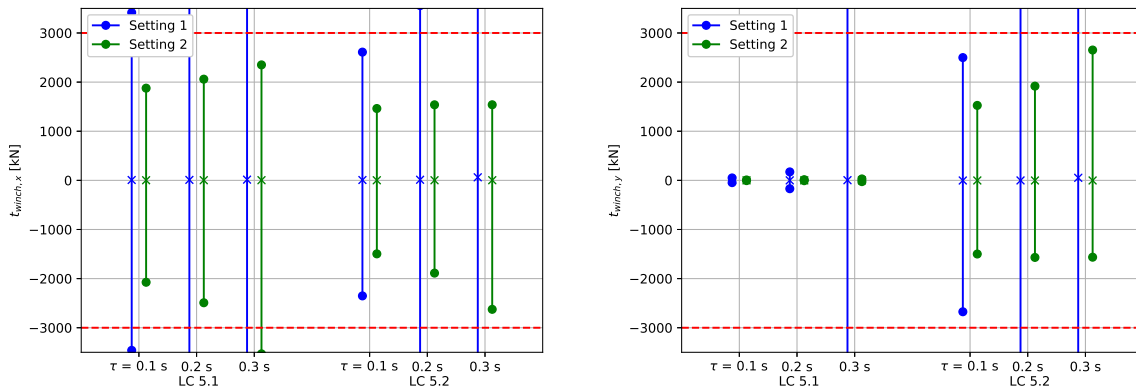 3000
2000
1000
0
−1000
−2000
−3000
t_winch,x [kN]
Setting 1
Setting 2
τ = 0.1 s
0.2 s
0.3 s
τ = 0.1 s
0.2 s
0.3 s
LC 5.1
LC 5.2
3000
2000
1000
0
−1000
−2000
−3000
t_winch,y [kN]
Setting 1
Setting 2
τ = 0.1 s
0.2 s
0.3 s
τ = 0.1 s
0.2 s
0.3 s
LC 5.1
LC 5.2